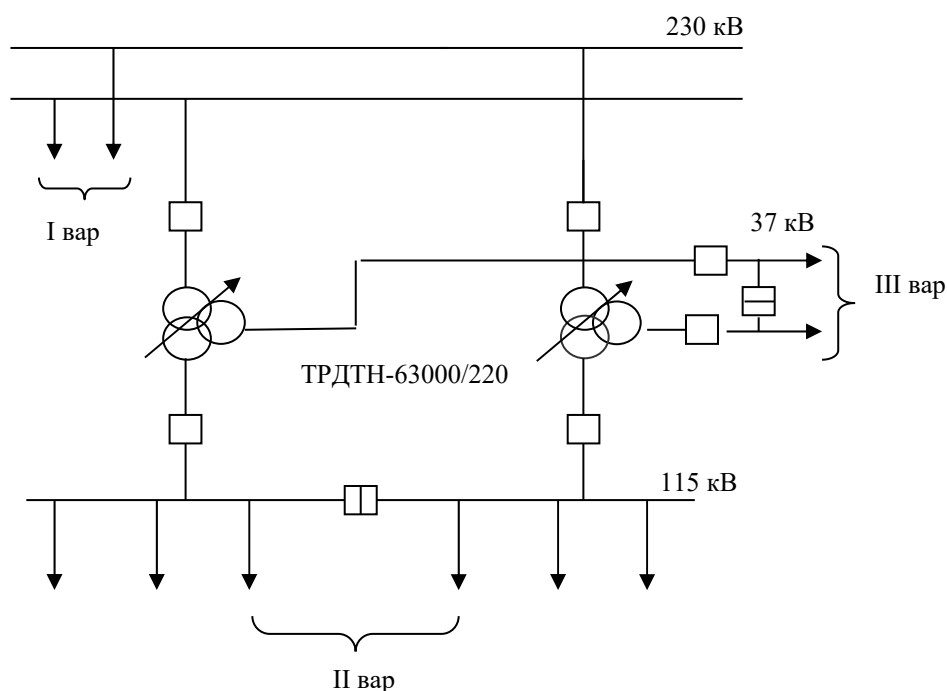 230 кВ
I вар
37 кВ
III вар
ТРДТН-63000/220
115 кВ
II вар